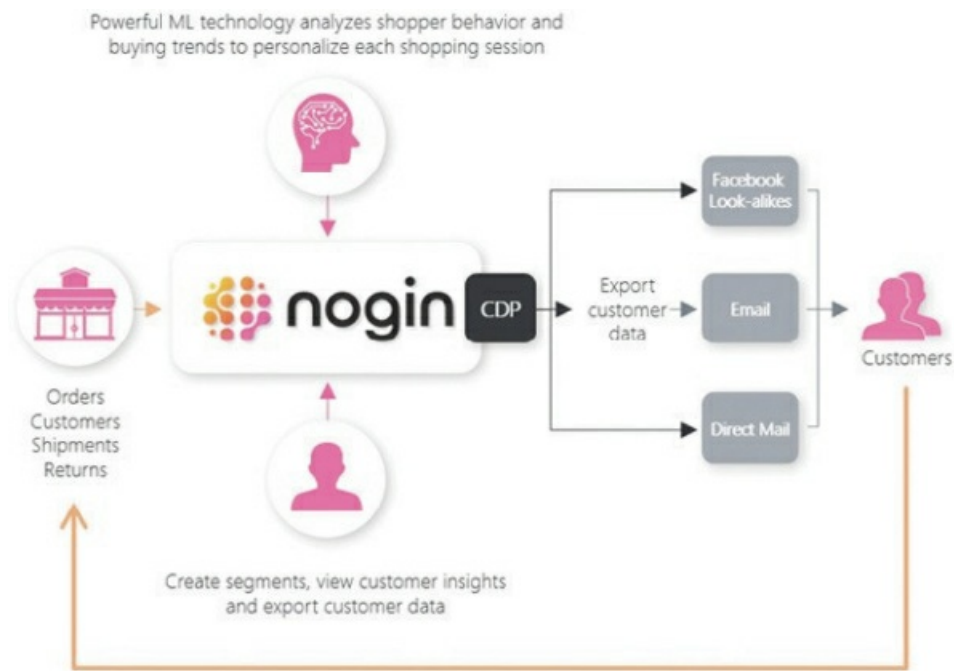 Powerful ML technology analyzes shopper behavior and
buying trends to personalize each shopping session
Facebook
Look-alikes
nogin
CDP
Export
customer
data
Email
Customers
Orders
Customers
Shipments
Returns
Direct Mail
Create segments, view customer insights
and export customer data